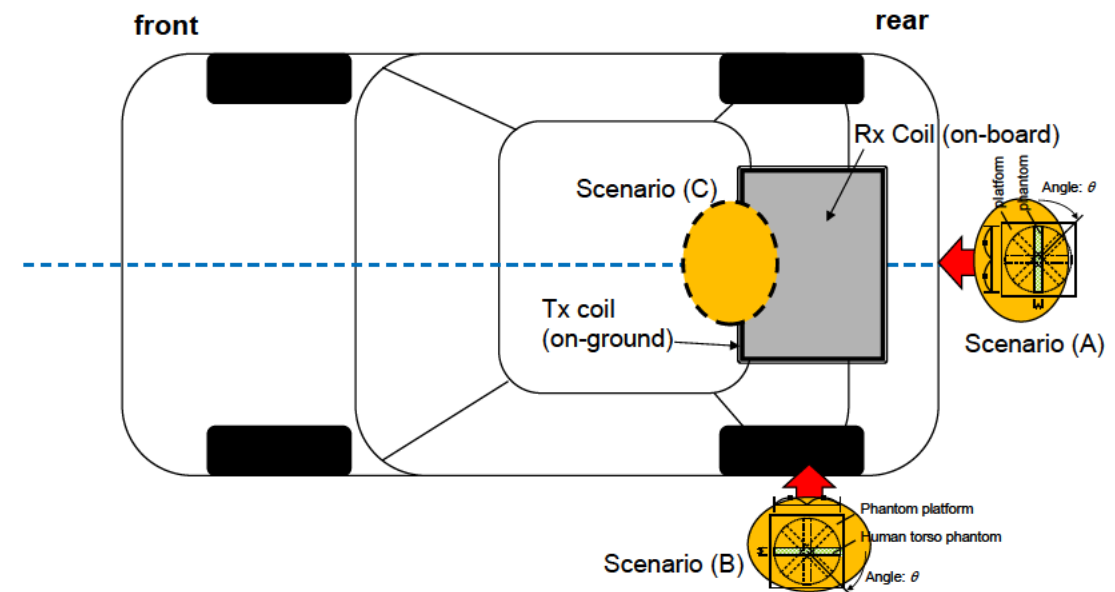 front
rear
Rx Coil (on-board)
platform
phantom
Angle: θ
Scenario (C)
Tx coil
(on-ground)
Scenario (A)
Phantom platform
Human torso phantom
Scenario (B)
Angle: θ